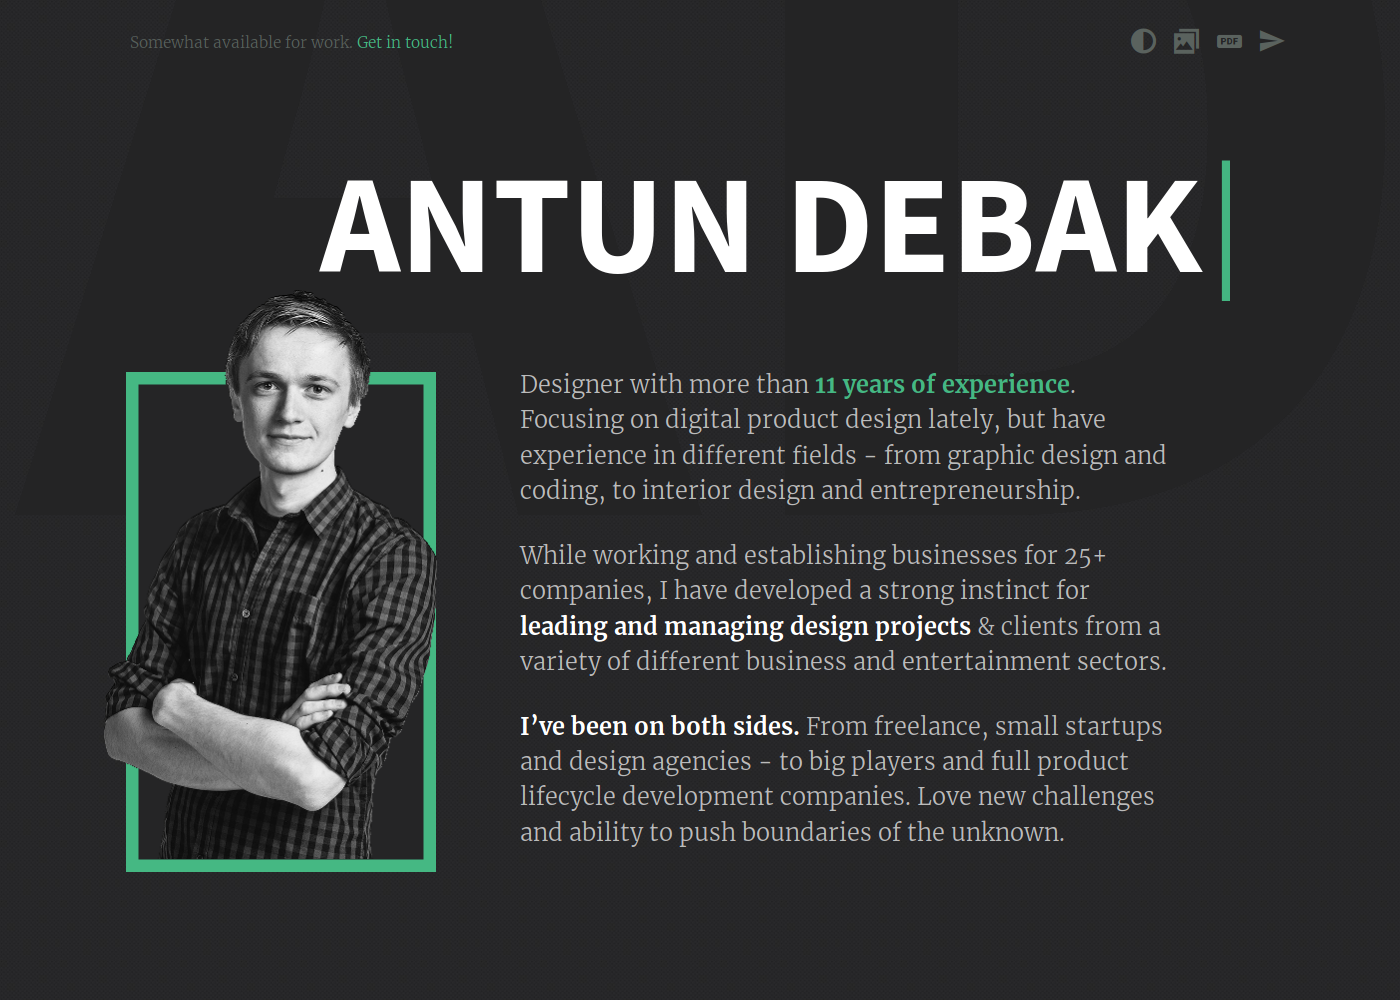 Somewhat available for work. Get in touch!
PDF
AD
ANTUN DEBAK
Designer with more than 11 years of experience.
Focusing on digital product design lately, but have
experience in different fields - from graphic design and
coding, to interior design and entrepreneurship.
While working and establishing businesses for 25+
companies, I have developed a strong instinct for
leading and managing design projects & clients from a
variety of different business and entertainment sectors.
I’ve been on both sides. From freelance, small startups
and design agencies - to big players and full product
lifecycle development companies. Love new challenges
and ability to push boundaries of the unknown.